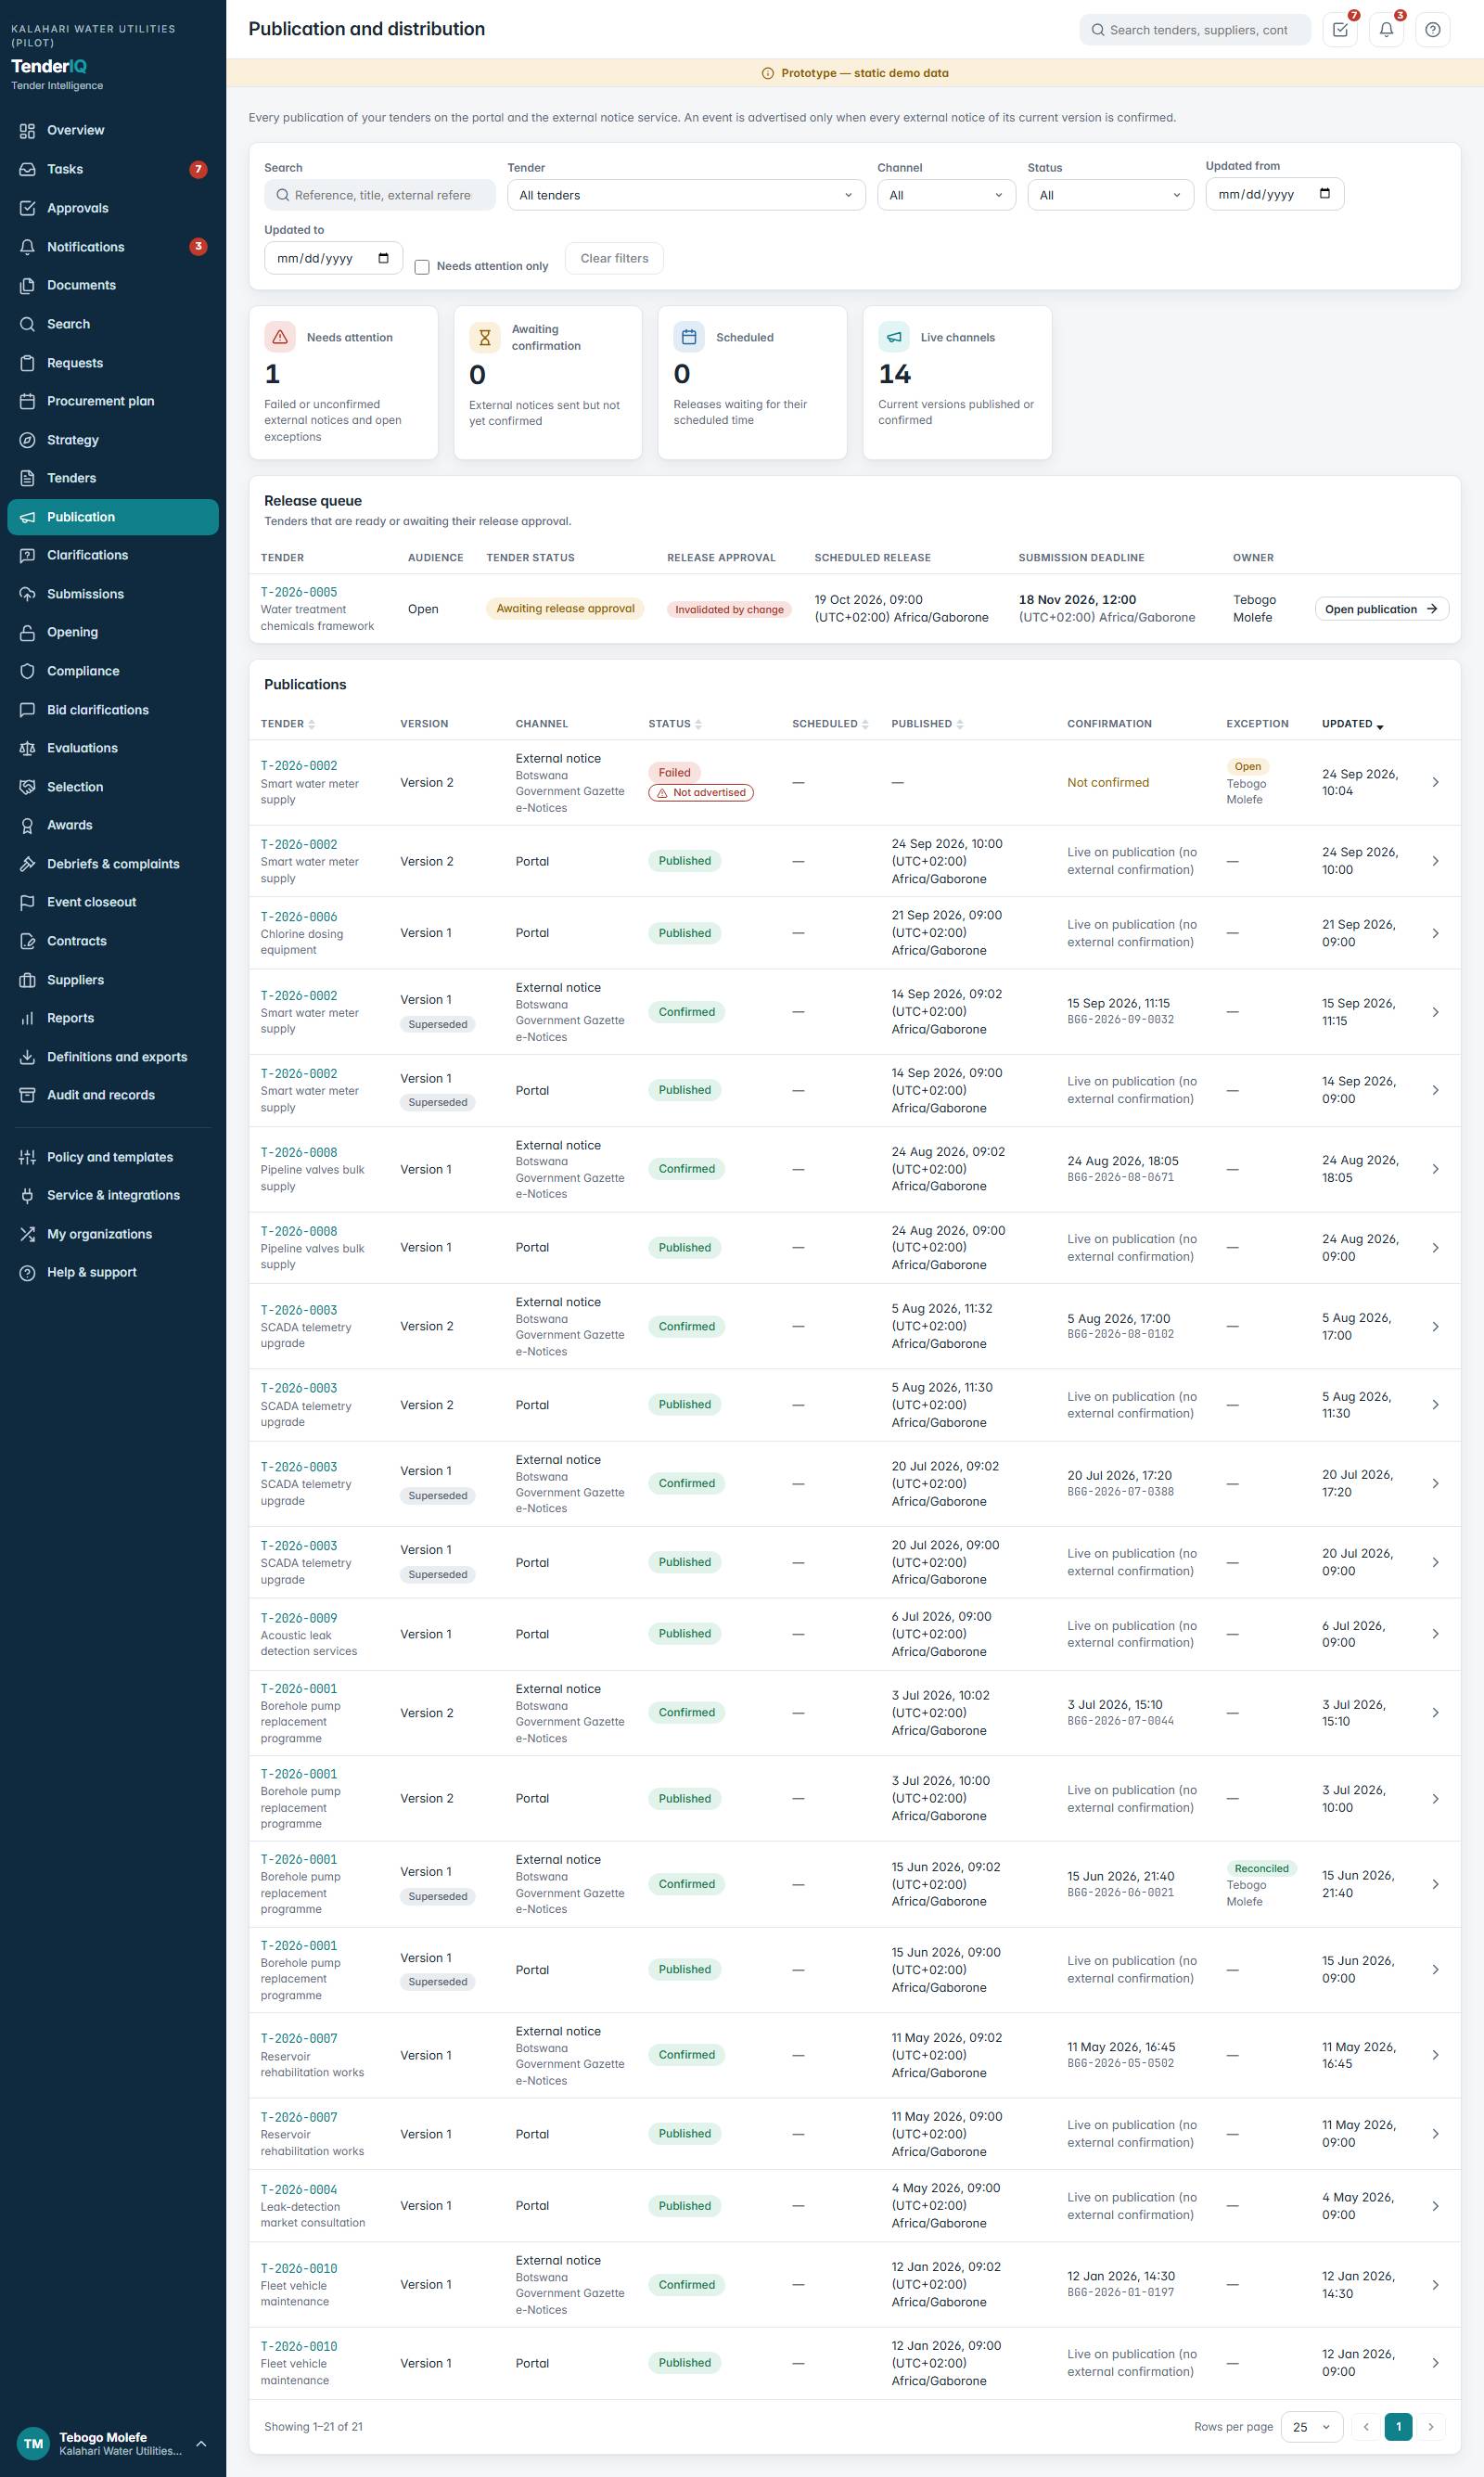 KALAHARI WATER UTILITIES
(PILOT)
TenderIQ
Tender Intelligence
Overview
Tasks 7
Approvals
Notifications 3
Documents
Search
Requests
Procurement plan
Strategy
Tenders
Publication
Clarifications
Submissions
Opening
Compliance
Bid clarifications
Evaluations
Selection
Awards
Debriefs & complaints
Event closeout
Contracts
Suppliers
Reports
Definitions and exports
Audit and records
Policy and templates
Service & integrations
My organizations
Help & support
TM
Tebogo Molefe
Kalahari Water Utilities...
Publication and distribution
Search tenders, suppliers, cont
7
3
Prototype — static demo data
Every publication of your tenders on the portal and the external notice service. An event is advertised only when every external notice of its current version is confirmed.
Search
Reference, title, external refere
Tender
All tenders
Channel
All
Status
All
Updated from
mm/dd/yyyy
Updated to
mm/dd/yyyy
Needs attention only
Clear filters
Needs attention
1
Failed or unconfirmed
external notices and open
exceptions
Awaiting
confirmation
0
External notices sent but not
yet confirmed
Scheduled
0
Releases waiting for their
scheduled time
Live channels
14
Current versions published or
confirmed
Release queue
Tenders that are ready or awaiting their release approval.
TENDER AUDIENCE TENDER STATUS RELEASE APPROVAL SCHEDULED RELEASE SUBMISSION DEADLINE OWNER
T-2026-0005
Water treatment
chemicals framework
Open
Awaiting release approval
Invalidated by change
19 Oct 2026, 09:00
(UTC+02:00) Africa/Gaborone
18 Nov 2026, 12:00
(UTC+02:00) Africa/Gaborone
Tebogo
Molefe
Open publication
Publications
TENDER VERSION CHANNEL STATUS SCHEDULED PUBLISHED CONFIRMATION EXCEPTION UPDATED
T-2026-0002
Smart water meter
supply
Version 2
External notice
Botswana
Government Gazette
e-Notices
Failed
Not advertised
—
—
Not confirmed
Open
Tebogo
Molefe
24 Sep 2026,
10:04
T-2026-0002
Smart water meter
supply
Version 2
Portal
Published
—
24 Sep 2026, 10:00
(UTC+02:00)
Africa/Gaborone
Live on publication (no
external confirmation)
—
24 Sep 2026,
10:00
T-2026-0006
Chlorine dosing
equipment
Version 1
Portal
Published
—
21 Sep 2026, 09:00
(UTC+02:00)
Africa/Gaborone
Live on publication (no
external confirmation)
—
21 Sep 2026,
09:00
T-2026-0002
Smart water meter
supply
Version 1
Superseded
External notice
Botswana
Government Gazette
e-Notices
Confirmed
—
14 Sep 2026, 09:02
(UTC+02:00)
Africa/Gaborone
15 Sep 2026, 11:15
BGG-2026-09-0032
—
15 Sep 2026,
11:15
T-2026-0002
Smart water meter
supply
Version 1
Superseded
Portal
Published
—
14 Sep 2026, 09:00
(UTC+02:00)
Africa/Gaborone
Live on publication (no
external confirmation)
—
14 Sep 2026,
09:00
T-2026-0008
Pipeline valves bulk
supply
Version 1
External notice
Botswana
Government Gazette
e-Notices
Confirmed
—
24 Aug 2026, 09:02
(UTC+02:00)
Africa/Gaborone
24 Aug 2026, 18:05
BGG-2026-08-0671
—
24 Aug 2026,
18:05
T-2026-0008
Pipeline valves bulk
supply
Version 1
Portal
Published
—
24 Aug 2026, 09:00
(UTC+02:00)
Africa/Gaborone
Live on publication (no
external confirmation)
—
24 Aug 2026,
09:00
T-2026-0003
SCADA telemetry
upgrade
Version 2
External notice
Botswana
Government Gazette
e-Notices
Confirmed
—
5 Aug 2026, 11:32
(UTC+02:00)
Africa/Gaborone
5 Aug 2026, 17:00
BGG-2026-08-0102
—
5 Aug 2026,
17:00
T-2026-0003
SCADA telemetry
upgrade
Version 2
Portal
Published
—
5 Aug 2026, 11:30
(UTC+02:00)
Africa/Gaborone
Live on publication (no
external confirmation)
—
5 Aug 2026,
11:30
T-2026-0003
SCADA telemetry
upgrade
Version 1
Superseded
External notice
Botswana
Government Gazette
e-Notices
Confirmed
—
20 Jul 2026, 09:02
(UTC+02:00)
Africa/Gaborone
20 Jul 2026, 17:20
BGG-2026-07-0388
—
20 Jul 2026,
17:20
T-2026-0003
SCADA telemetry
upgrade
Version 1
Superseded
Portal
Published
—
20 Jul 2026, 09:00
(UTC+02:00)
Africa/Gaborone
Live on publication (no
external confirmation)
—
20 Jul 2026,
09:00
T-2026-0009
Acoustic leak
detection services
Version 1
Portal
Published
—
6 Jul 2026, 09:00
(UTC+02:00)
Africa/Gaborone
Live on publication (no
external confirmation)
—
6 Jul 2026,
09:00
T-2026-0001
Borehole pump
replacement
programme
Version 2
External notice
Botswana
Government Gazette
e-Notices
Confirmed
—
3 Jul 2026, 10:02
(UTC+02:00)
Africa/Gaborone
3 Jul 2026, 15:10
BGG-2026-07-0044
—
3 Jul 2026,
15:10
T-2026-0001
Borehole pump
replacement
programme
Version 2
Portal
Published
—
3 Jul 2026, 10:00
(UTC+02:00)
Africa/Gaborone
Live on publication (no
external confirmation)
—
3 Jul 2026,
10:00
T-2026-0001
Borehole pump
replacement
programme
Version 1
Superseded
External notice
Botswana
Government Gazette
e-Notices
Confirmed
—
15 Jun 2026, 09:02
(UTC+02:00)
Africa/Gaborone
15 Jun 2026, 21:40
BGG-2026-06-0021
Reconciled
Tebogo
Molefe
15 Jun 2026,
21:40
T-2026-0001
Borehole pump
replacement
programme
Version 1
Superseded
Portal
Published
—
15 Jun 2026, 09:00
(UTC+02:00)
Africa/Gaborone
Live on publication (no
external confirmation)
—
15 Jun 2026,
09:00
T-2026-0007
Reservoir
rehabilitation works
Version 1
External notice
Botswana
Government Gazette
e-Notices
Confirmed
—
11 May 2026, 09:02
(UTC+02:00)
Africa/Gaborone
11 May 2026, 16:45
BGG-2026-05-0502
—
11 May 2026,
16:45
T-2026-0007
Reservoir
rehabilitation works
Version 1
Portal
Published
—
11 May 2026, 09:00
(UTC+02:00)
Africa/Gaborone
Live on publication (no
external confirmation)
—
11 May 2026,
09:00
T-2026-0004
Leak-detection
market consultation
Version 1
Portal
Published
—
4 May 2026, 09:00
(UTC+02:00)
Africa/Gaborone
Live on publication (no
external confirmation)
—
4 May 2026,
09:00
T-2026-0010
Fleet vehicle
maintenance
Version 1
External notice
Botswana
Government Gazette
e-Notices
Confirmed
—
12 Jan 2026, 09:02
(UTC+02:00)
Africa/Gaborone
12 Jan 2026, 14:30
BGG-2026-01-0197
—
12 Jan 2026,
14:30
T-2026-0010
Fleet vehicle
maintenance
Version 1
Portal
Published
—
12 Jan 2026, 09:00
(UTC+02:00)
Africa/Gaborone
Live on publication (no
external confirmation)
—
12 Jan 2026,
09:00
Showing 1–21 of 21
Rows per page 25 1